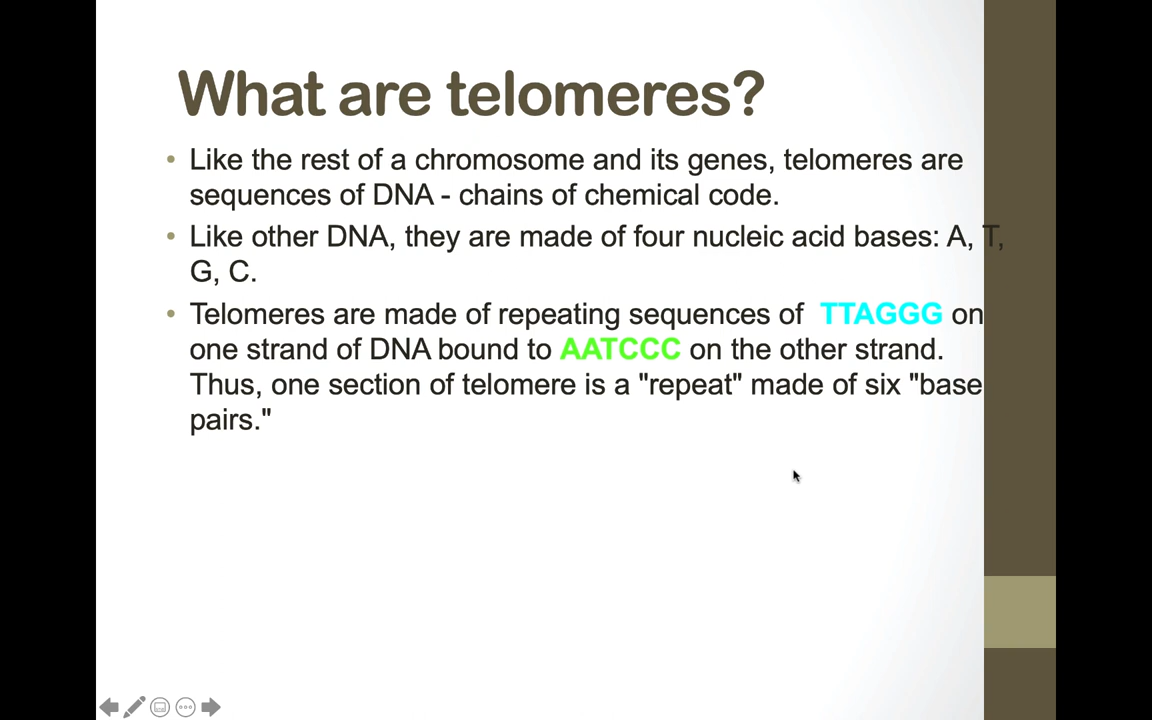 What are telomeres?
• Like the rest of a chromosome and its genes, telomeres are
sequences of DNA - chains of chemical code.
• Like other DNA, they are made of four nucleic acid bases: A, T,
G, C.
• Telomeres are made of repeating sequences of TTAGGG on
one strand of DNA bound to AATCCC on the other strand.
Thus, one section of telomere is a "repeat" made of six "base
pairs."